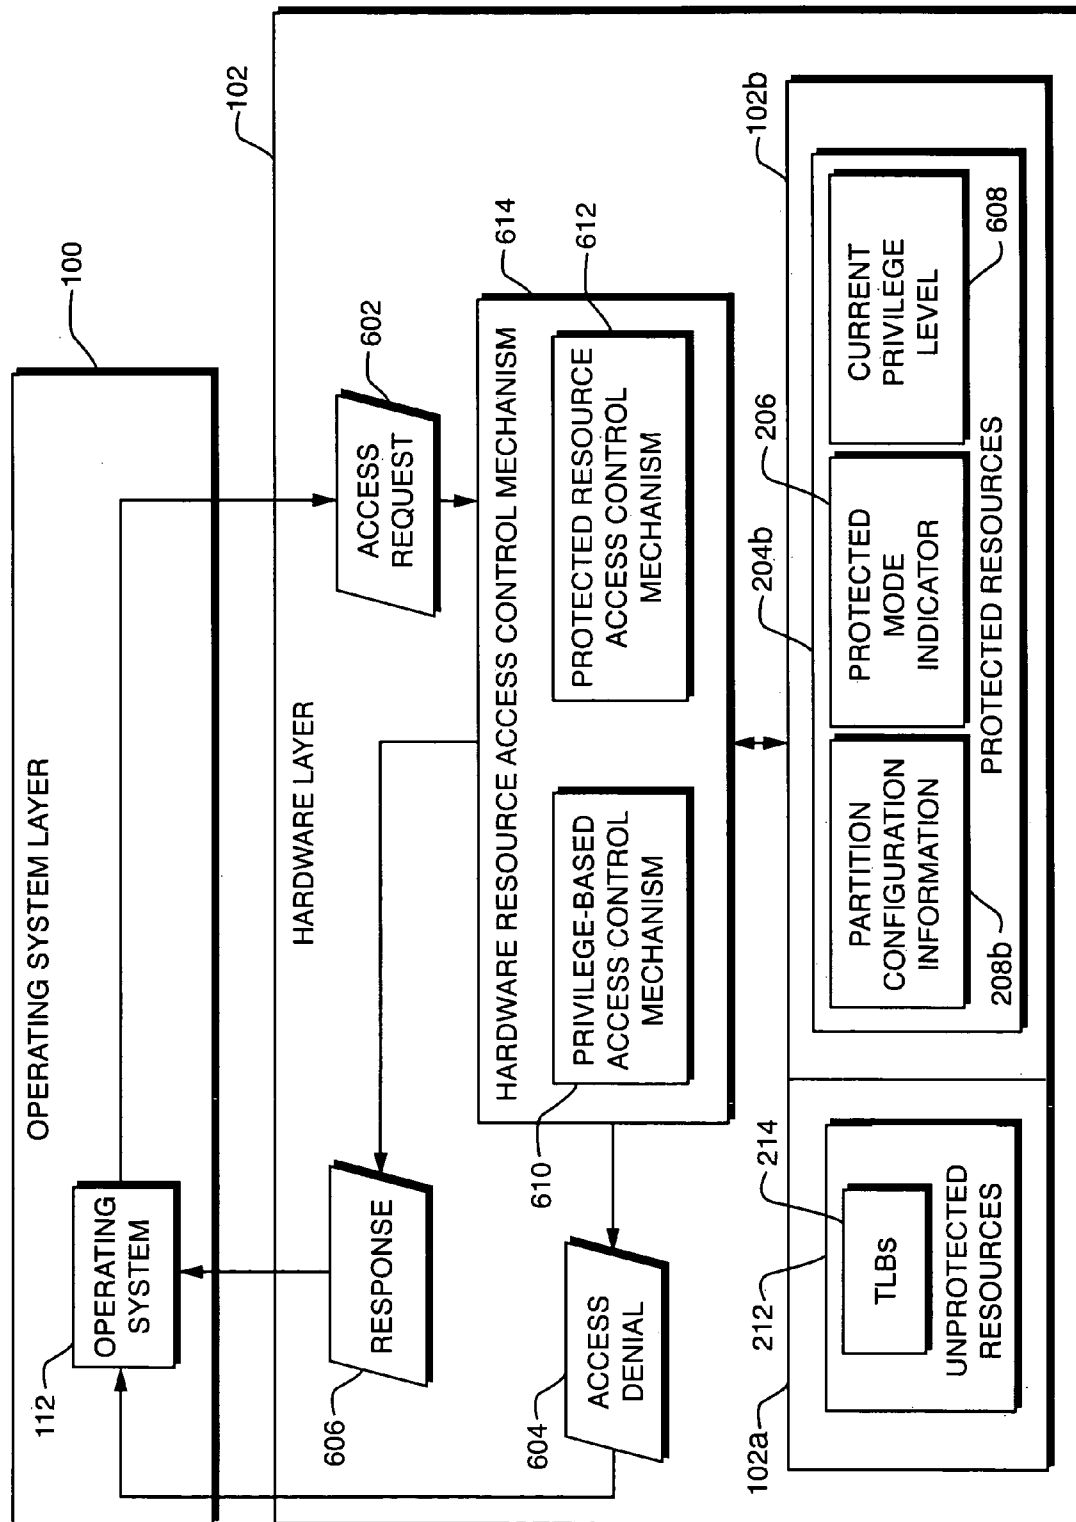 OPERATING SYSTEM LAYER
100
112
OPERATING
SYSTEM
102
HARDWARE LAYER
606
RESPONSE
ACCESS
REQUEST
602
604
ACCESS
DENIAL
HARDWARE RESOURCE ACCESS CONTROL MECHANISM
614
610
PRIVILEGE-BASED
ACCESS CONTROL
MECHANISM
PROTECTED RESOURCE
ACCESS CONTROL
MECHANISM
612
102a
212
214
TLBs
UNPROTECTED
RESOURCES
204b
206
102b
PARTITION
CONFIGURATION
INFORMATION
208b
PROTECTED
MODE
INDICATOR
CURRENT
PRIVILEGE
LEVEL
608
PROTECTED RESOURCES